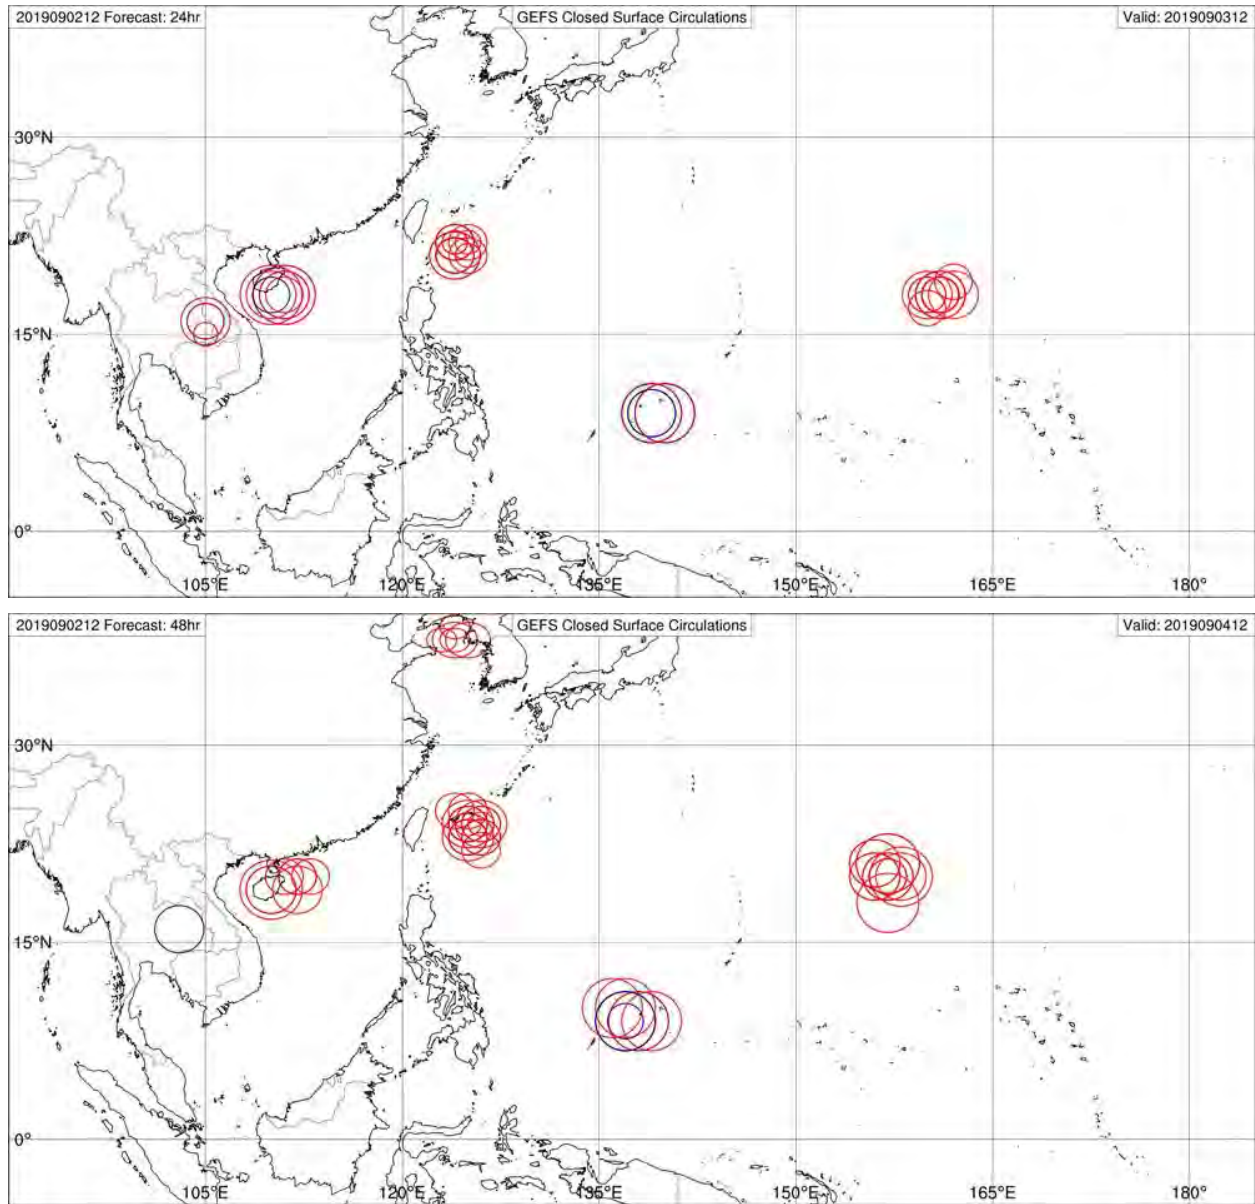 2019090212 Forecast: 24hr GEFS Closed Surface Circulations Valid: 2019090312
30°N
15°N
0°
105°E 120°E 135°E 150°E 165°E 180°
2019090212 Forecast: 48hr GEFS Closed Surface Circulations Valid: 2019090412
30°N
15°N
0°
105°E 120°E 135°E 150°E 165°E 180°